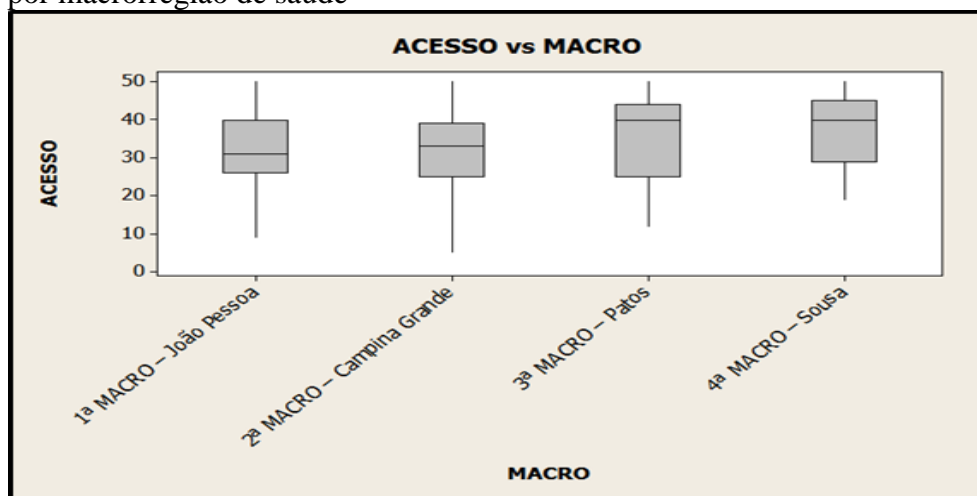 por macrorregião de saúde
ACESSO vs MACRO
ACESSO
50
40
30
20
10
0
1ª MACRO – João Pessoa
2ª MACRO – Campina Grande
3ª MACRO – Patos
4ª MACRO – Sousa
MACRO